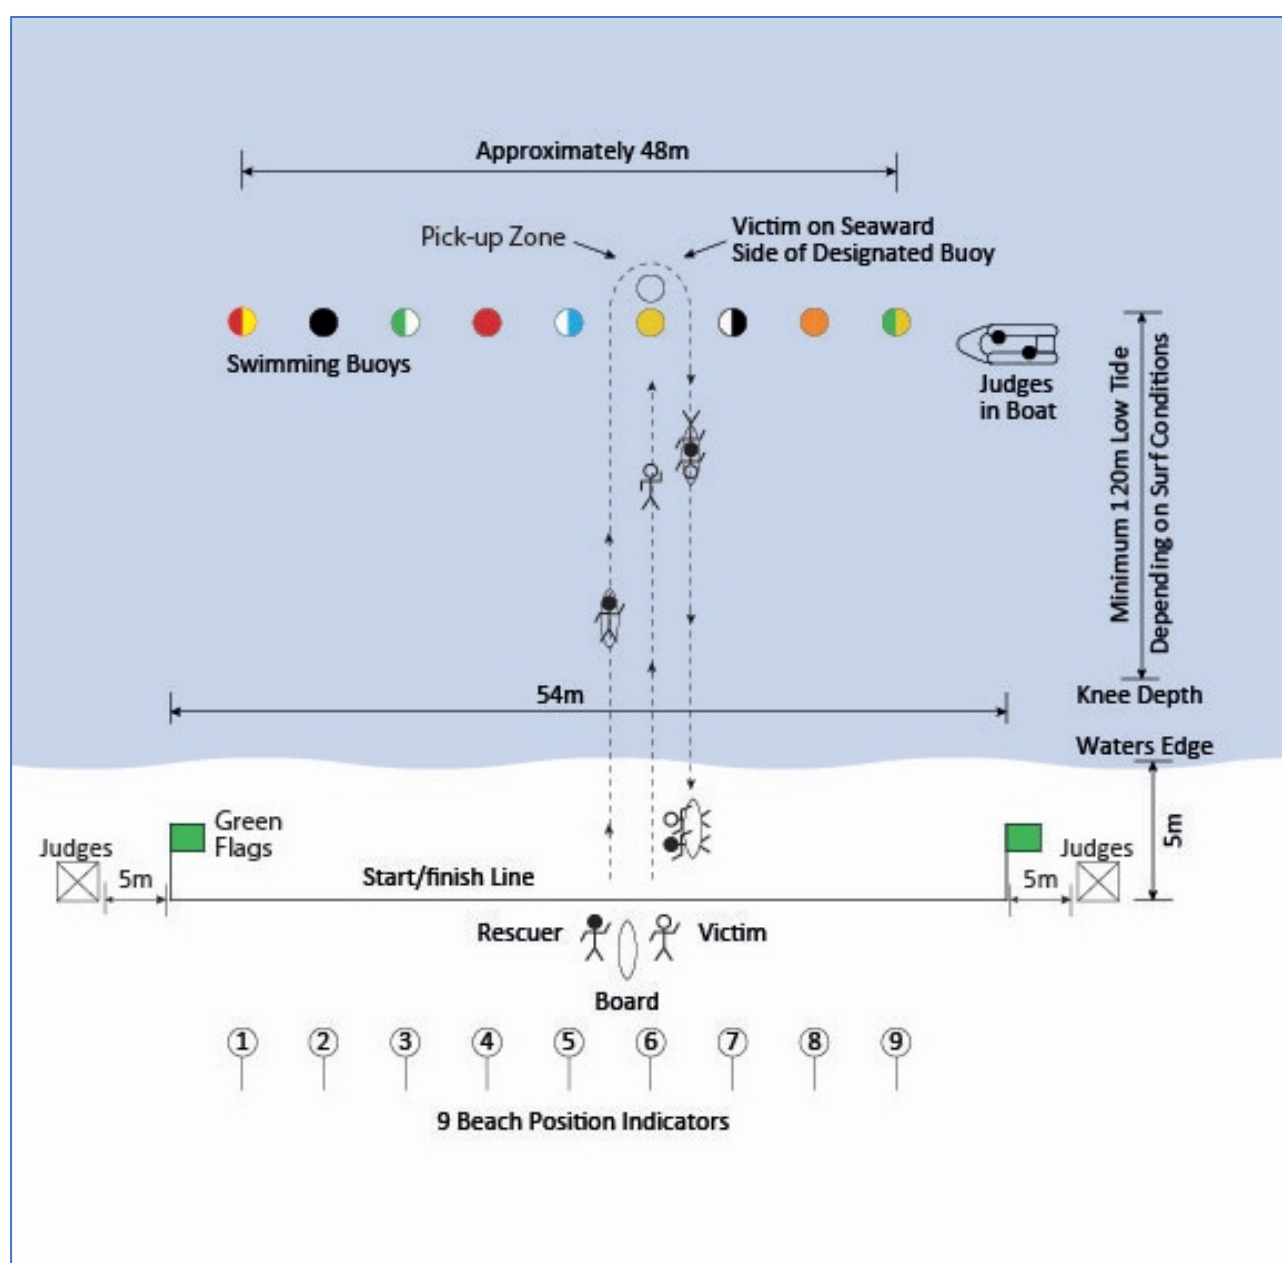 Approximately 48m
Pick-up Zone
Victim on Seaward
Side of Designated Buoy
Swimming Buoys
Judges
in Boat
Minimum 120m Low Tide
Depending on Surf Conditions
54m
Knee Depth
Waters Edge
Green
Flags
Judges
5m
Start/finish Line
5m
Judges
5m
Rescuer
Victim
Board
1 2 3 4 5 6 7 8 9
9 Beach Position Indicators